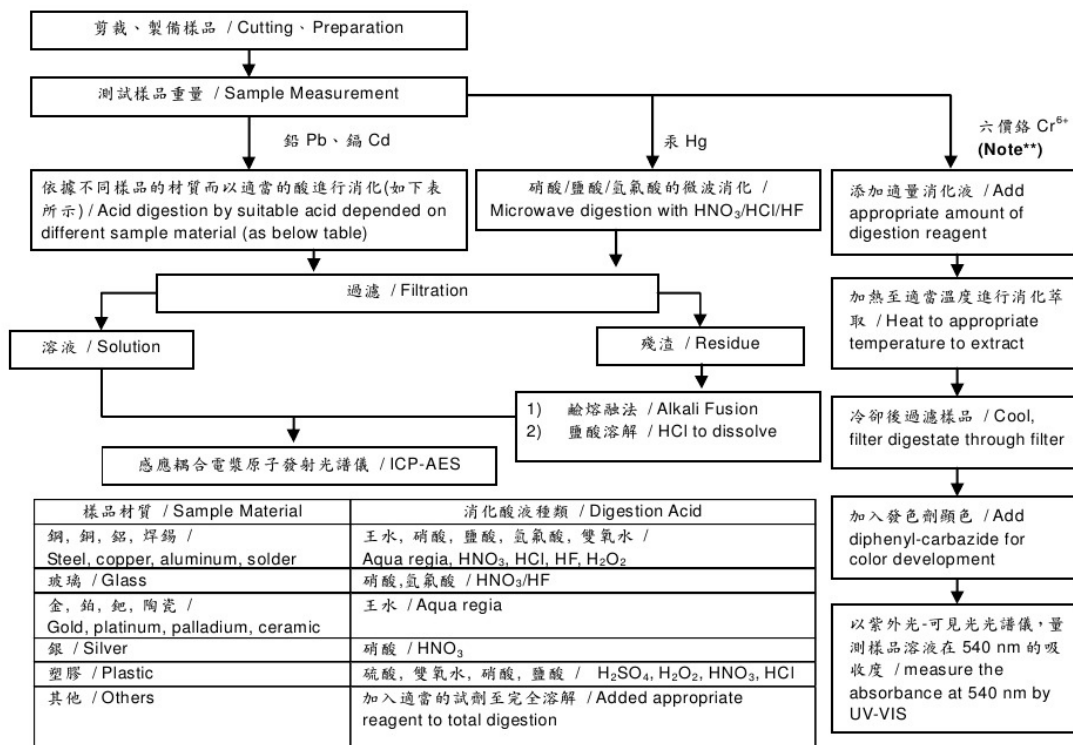 剪裁、製備樣品 / Cutting、Preparation
測試樣品重量 / Sample Measurement
鉛 Pb、鎘 Cd
汞 Hg
六價鉻 Cr⁶⁺
(Note**)
依據不同樣品的材質而以適當的酸進行消化(如下表
所示) / Acid digestion by suitable acid depended on
different sample material (as below table)
硝酸/鹽酸/氫氟酸的微波消化 /
Microwave digestion with HNO₃/HCl/HF
添加適量消化液 / Add
appropriate amount of
digestion reagent
過濾 / Filtration
加熱至適當溫度進行消化萃
取 / Heat to appropriate
temperature to extract
溶液 / Solution
殘渣 / Residue
1) 鹼熔融法 / Alkali Fusion
2) 鹽酸溶解 / HCl to dissolve
冷卻後過濾樣品 / Cool,
filter digestate through filter
感應耦合電漿原子發射光譜儀 / ICP-AES
加入發色劑顯色 / Add
diphenyl-carbazide for
color development
以紫外光-可見光光譜儀，量
測樣品溶液在 540 nm 的吸
收度 / measure the
absorbance at 540 nm by
UV-VIS
樣品材質 / Sample Material
消化酸液種類 / Digestion Acid
鋼, 銅, 鋁, 焊錫 /
Steel, copper, aluminum, solder
王水, 硝酸, 鹽酸, 氫氟酸, 雙氧水 /
Aqua regia, HNO₃, HCl, HF, H₂O₂
玻璃 / Glass
硝酸,氫氟酸 / HNO₃/HF
金, 鉑, 鈀, 陶瓷 /
Gold, platinum, palladium, ceramic
王水 / Aqua regia
銀 / Silver
硝酸 / HNO₃
塑膠 / Plastic
硫酸, 雙氧水, 硝酸, 鹽酸 / H₂SO₄, H₂O₂, HNO₃, HCl
其他 / Others
加入適當的試劑至完全溶解 / Added appropriate
reagent to total digestion